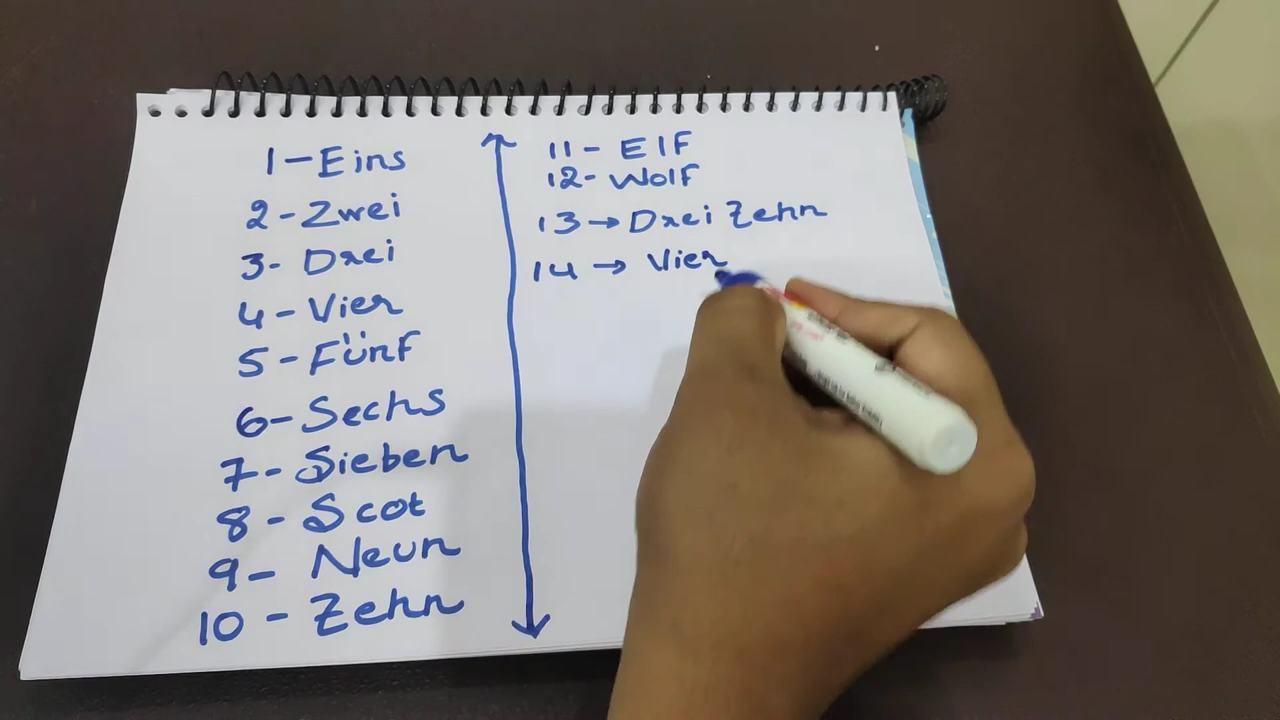 1-Eins
2-Zwei
3-Drei
4-Vier
5-Fünf
6-Sechs
7-Sieben
8-Scot
9-Neun
10-Zehn
11-Elf
12-Wolf
13→Drei Zehn
14→Vier